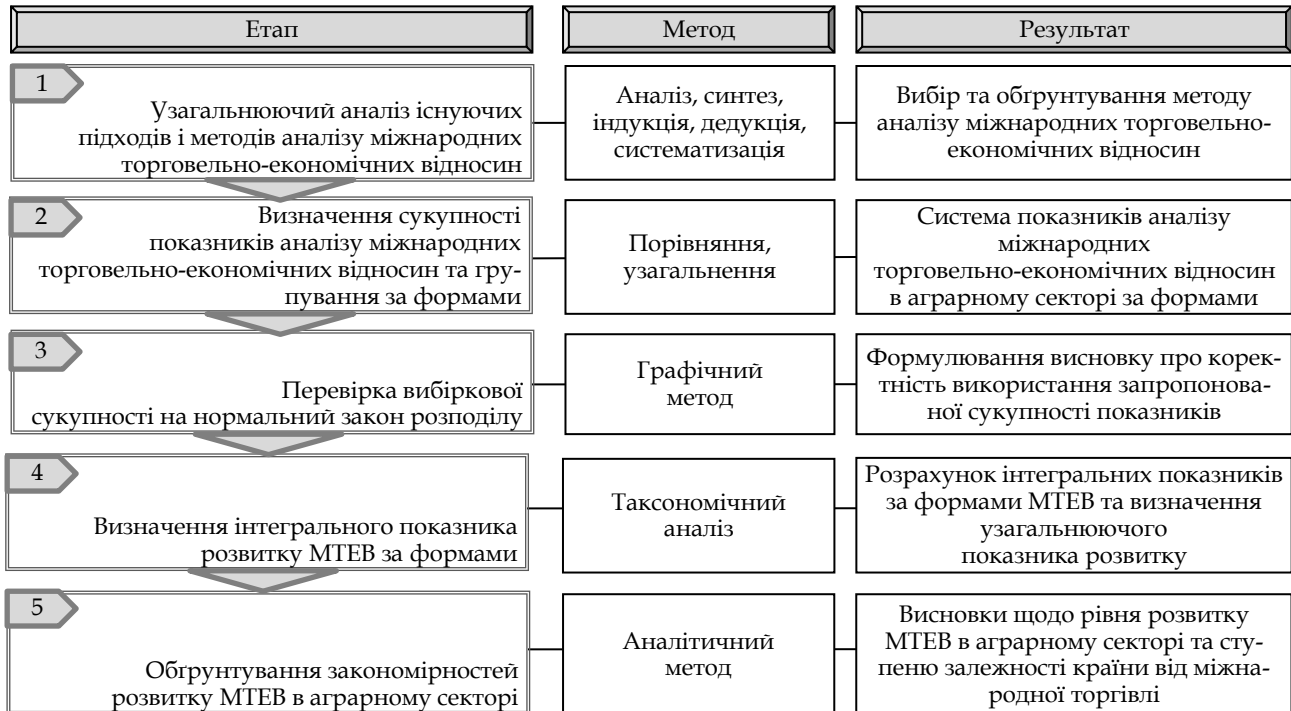 Етап
Метод
Результат
1
Узагальнюючий аналіз існуючих
підходів і методів аналізу міжнародних
торговельно-економічних відносин
Аналіз, синтез,
індукція, дедукція,
систематизація
Вибір та обґрунтування методу
аналізу міжнародних торговельно-
економічних відносин
2
Визначення сукупності
показників аналізу міжнародних
торговельно-економічних відносин та гру-
пування за формами
Порівняння,
узагальнення
Система показників аналізу
міжнародних
торговельно-економічних відносин
в аграрному секторі за формами
3
Перевірка вибіркової
сукупності на нормальний закон розподілу
Графічний
метод
Формулювання висновку про корек-
тність використання запропонова-
ної сукупності показників
4
Визначення інтегрального показника
розвитку МТЕВ за формами
Таксономічний
аналіз
Розрахунок інтегральних показників
за формами МТЕВ та визначення
узагальнюючого
показника розвитку
5
Обґрунтування закономірностей
розвитку МТЕВ в аграрному секторі
Аналітичний
метод
Висновки щодо рівня розвитку
МТЕВ в аграрному секторі та сту-
пеню залежності країни від міжна-
родної торгівлі